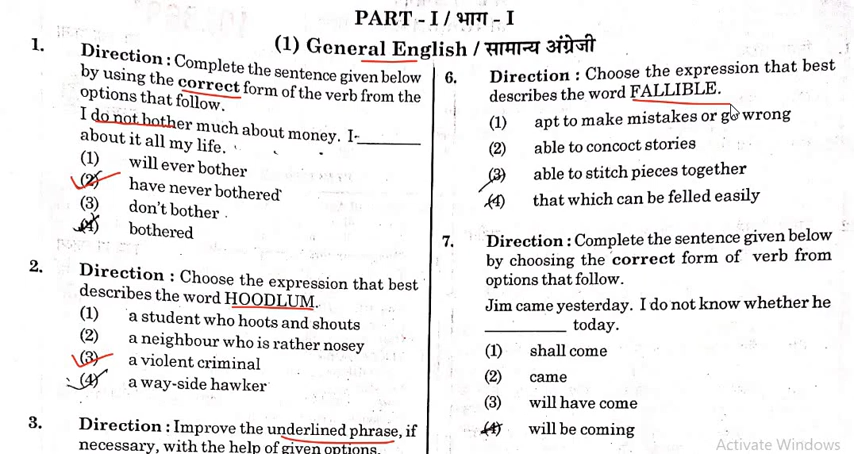 PART - I / भाग - I
(1) General English / सामान्य अंग्रेजी
1. Direction : Complete the sentence given below
by using the correct form of the verb from the
options that follow.
I do not bother much about money. I ________
about it all my life.
(1) will ever bother
(2) have never bothered
(3) don't bother
(4) bothered
2. Direction : Choose the expression that best
describes the word HOODLUM.
(1) a student who hoots and shouts
(2) a neighbour who is rather nosey
(3) a violent criminal
(4) a way-side hawker
3. Direction : Improve the underlined phrase, if
necessary, with the help of given options.
6. Direction : Choose the expression that best
describes the word FALLIBLE.
(1) apt to make mistakes or go wrong
(2) able to concoct stories
(3) able to stitch pieces together
(4) that which can be felled easily
7. Direction : Complete the sentence given below
by choosing the correct form of verb from
options that follow.
Jim came yesterday. I do not know whether he
__________ today.
(1) shall come
(2) came
(3) will have come
(4) will be coming
Activate Windows